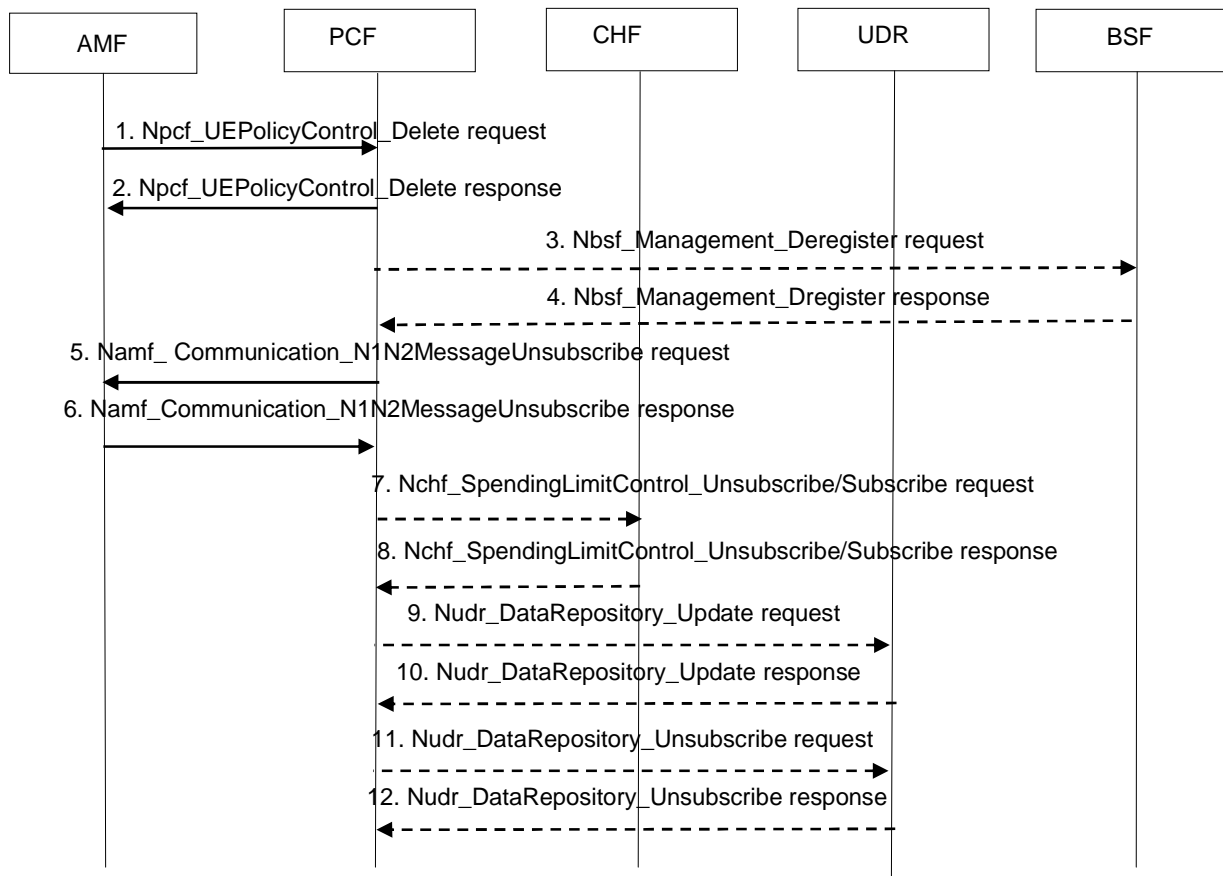 AMF
PCF
CHF
UDR
BSF
1. Npcf_UEPolicyControl_Delete request
2. Npcf_UEPolicyControl_Delete response
3. Nbsf_Management_Deregister request
4. Nbsf_Management_Dregister response
5. Namf_ Communication_N1N2MessageUnsubscribe request
6. Namf_Communication_N1N2MessageUnsubscribe response
7. Nchf_SpendingLimitControl_Unsubscribe/Subscribe request
8. Nchf_SpendingLimitControl_Unsubscribe/Subscribe response
9. Nudr_DataRepository_Update request
10. Nudr_DataRepository_Update response
11. Nudr_DataRepository_Unsubscribe request
12. Nudr_DataRepository_Unsubscribe response